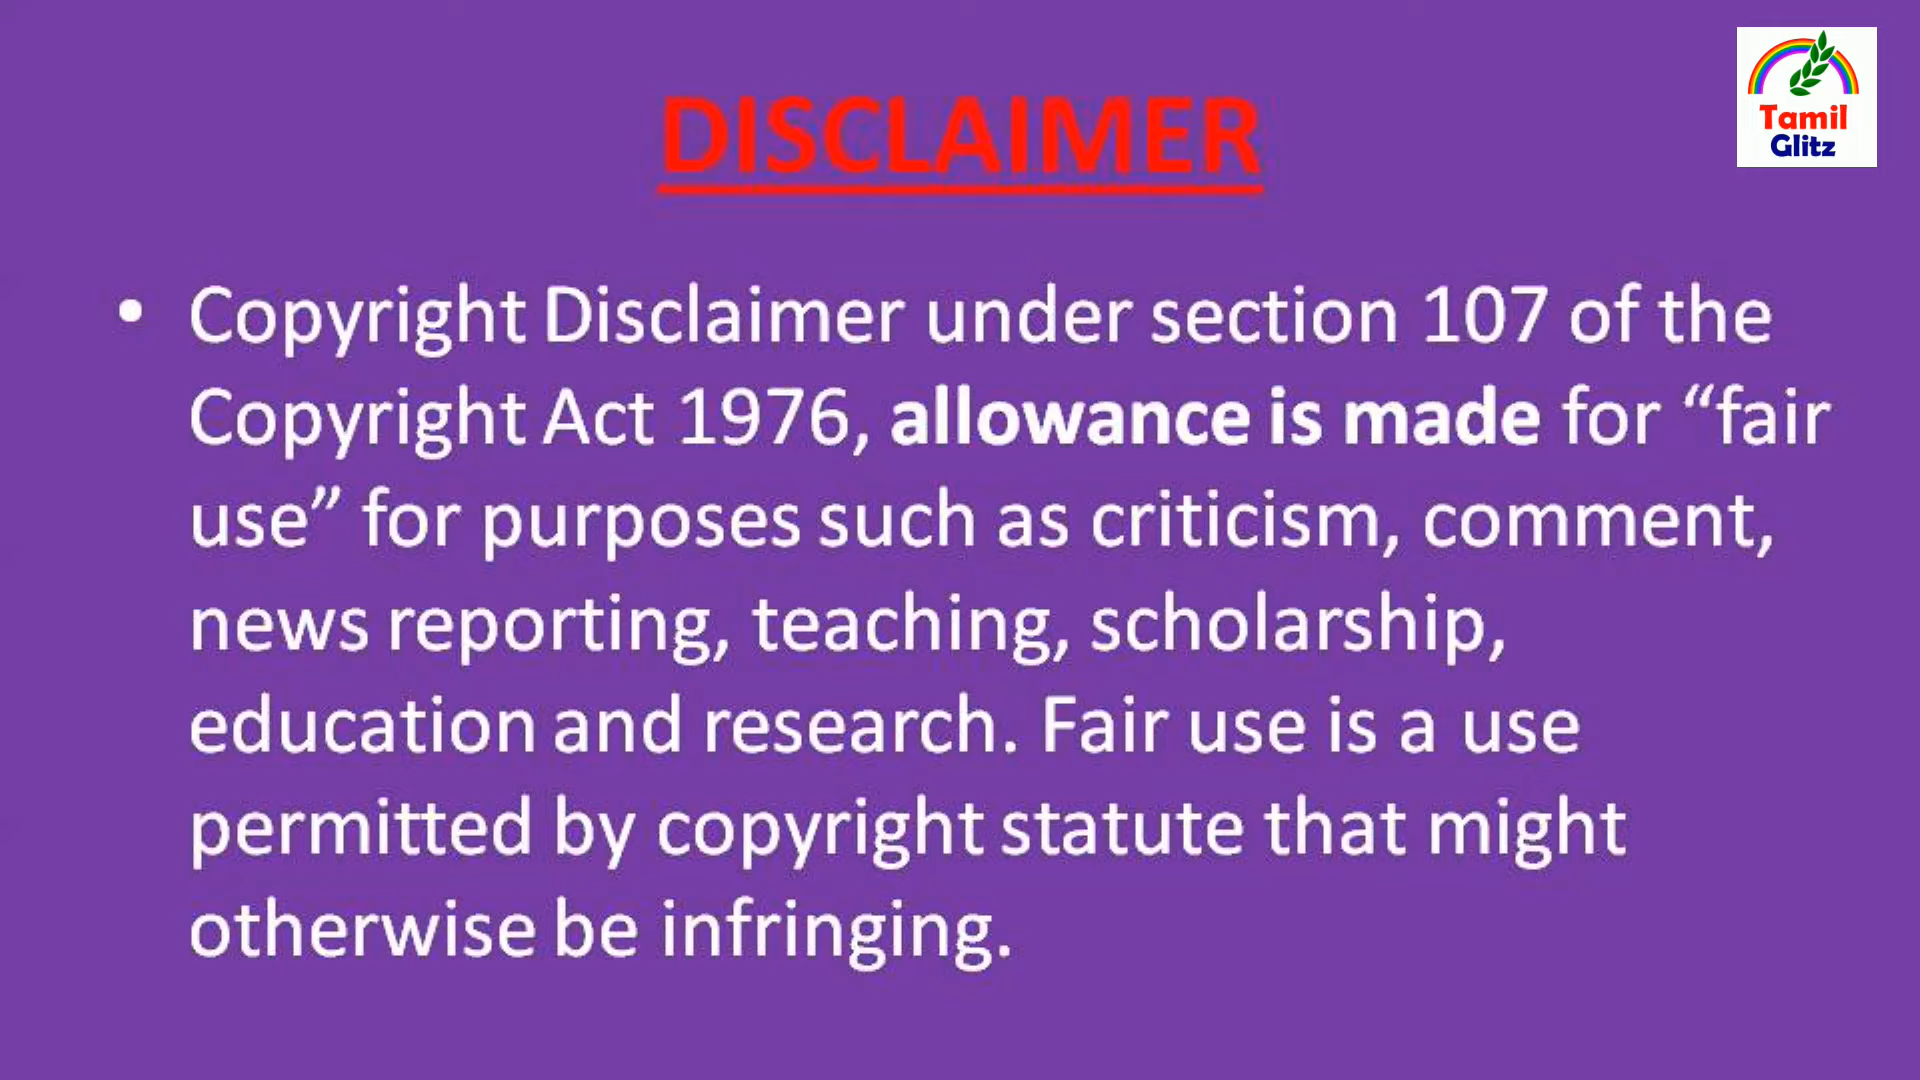 Tamil
Glitz
DISCLAIMER
• Copyright Disclaimer under section 107 of the
Copyright Act 1976, allowance is made for “fair
use” for purposes such as criticism, comment,
news reporting, teaching, scholarship,
education and research. Fair use is a use
permitted by copyright statute that might
otherwise be infringing.